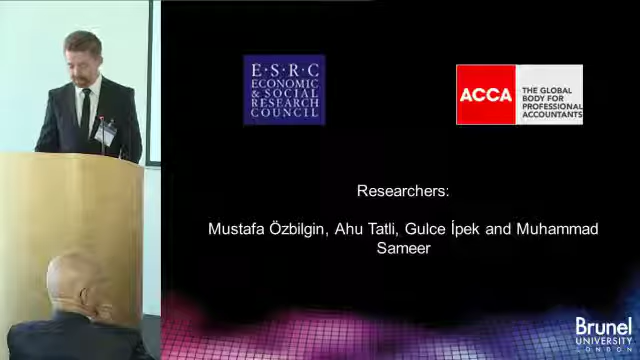 E·S·R·C
ECONOMIC
& SOCIAL
RESEARCH
COUNCIL
ACCA
THE GLOBAL
BODY FOR
PROFESSIONAL
ACCOUNTANTS
Researchers:
Mustafa Özbilgin, Ahu Tatli, Gulce Ípek and Muhammad
Sameer
Brunel
UNIVERSITY
LONDON